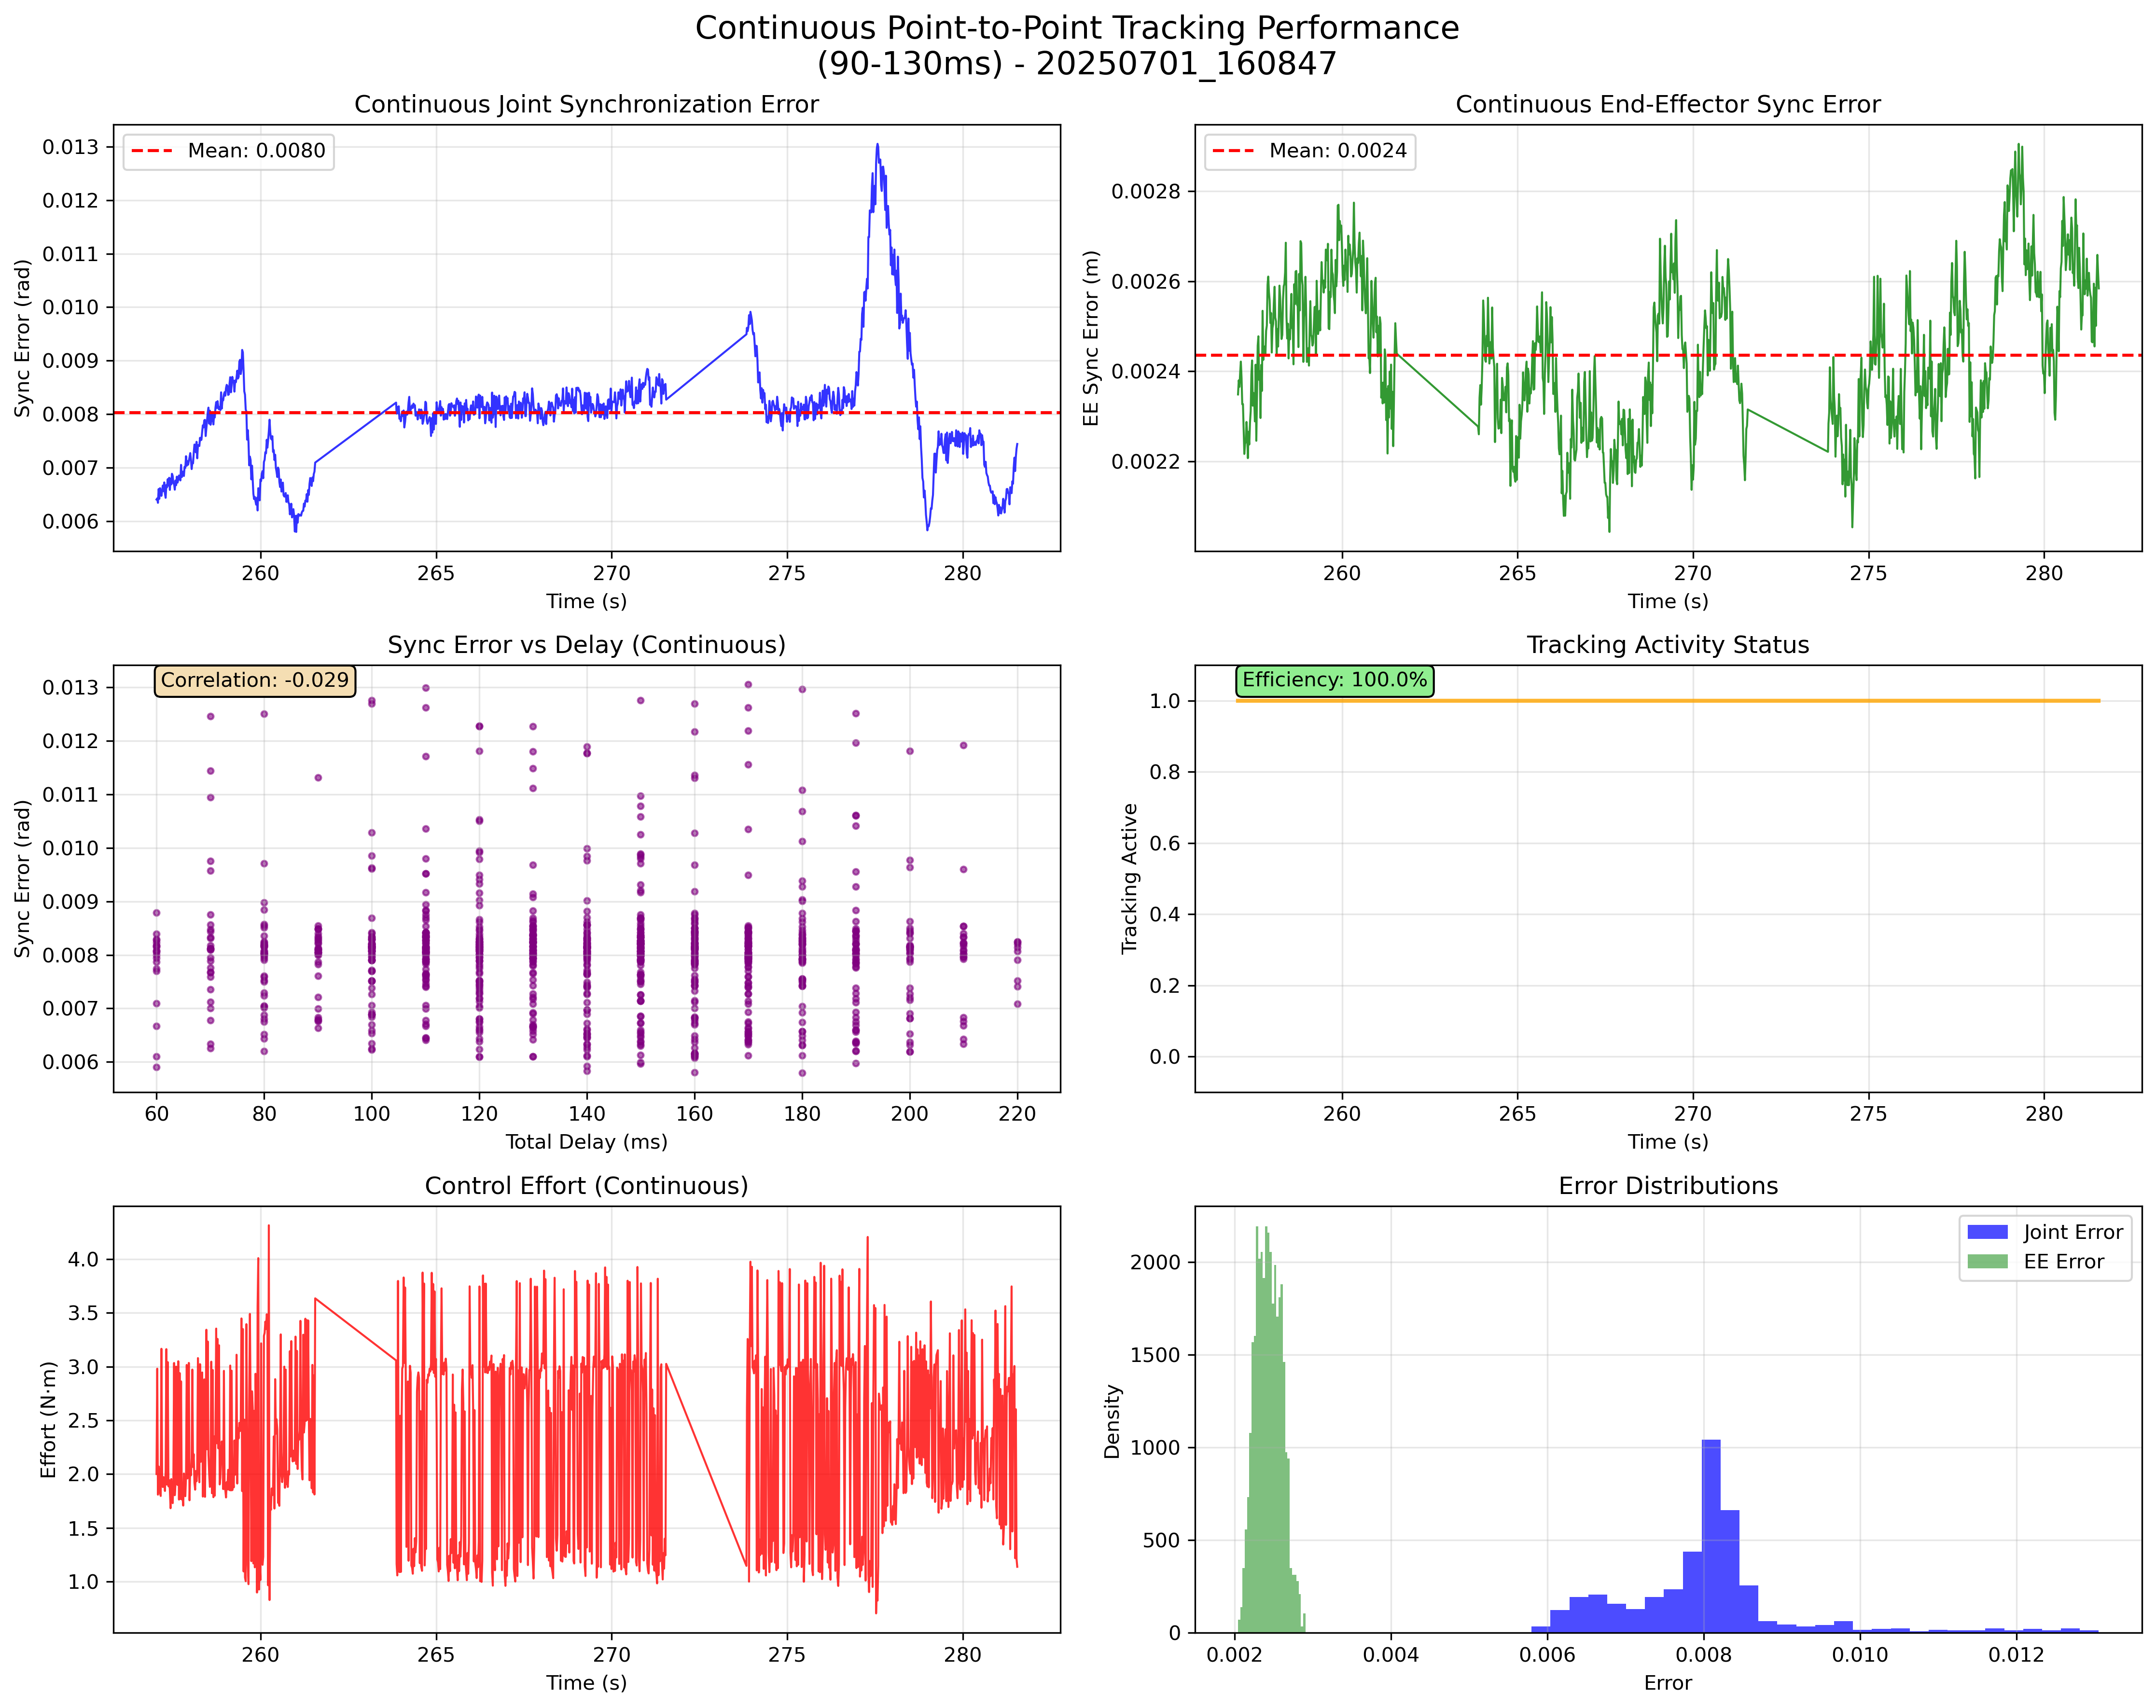 Continuous Point-to-Point Tracking Performance
(90-130ms) - 20250701_160847
Continuous Joint Synchronization Error
Mean: 0.0080
Sync Error (rad)
0.013
0.012
0.011
0.010
0.009
0.008
0.007
0.006
260 265 270 275 280
Time (s)
Continuous End-Effector Sync Error
Mean: 0.0024
EE Sync Error (m)
0.0028
0.0026
0.0024
0.0022
260 265 270 275 280
Time (s)
Sync Error vs Delay (Continuous)
Correlation: -0.029
Sync Error (rad)
0.013
0.012
0.011
0.010
0.009
0.008
0.007
0.006
60 80 100 120 140 160 180 200 220
Total Delay (ms)
Tracking Activity Status
Efficiency: 100.0%
Tracking Active
1.0
0.8
0.6
0.4
0.2
0.0
260 265 270 275 280
Time (s)
Control Effort (Continuous)
Effort (N·m)
4.0
3.5
3.0
2.5
2.0
1.5
1.0
260 265 270 275 280
Time (s)
Error Distributions
Joint Error
EE Error
Density
2000
1500
1000
500
0
0.002 0.004 0.006 0.008 0.010 0.012
Error